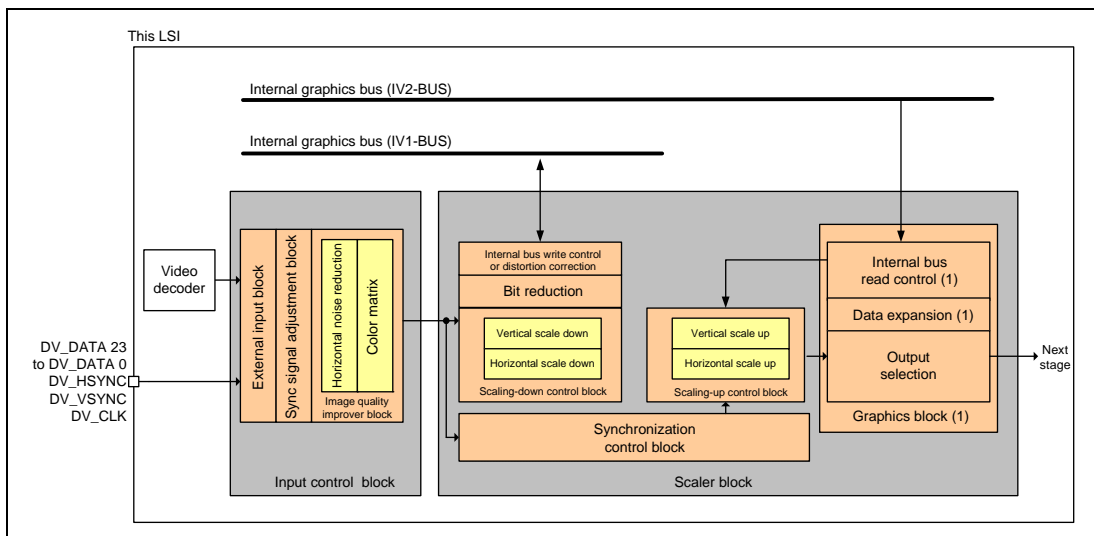 This LSI
Internal graphics bus (IV2-BUS)
Internal graphics bus (IV1-BUS)
Video
decoder
DV_DATA 23
to DV_DATA 0
DV_HSYNC
DV_VSYNC
DV_CLK
External input block
Sync signal adjustment block
Horizontal noise reduction
Color matrix
Image quality
improver block
Input control block
Internal bus write control
or distortion correction
Bit reduction
Vertical scale down
Horizontal scale down
Scaling-down control block
Vertical scale up
Horizontal scale up
Scaling-up control block
Synchronization
control block
Internal bus
read control (1)
Data expansion (1)
Output
selection
Graphics block (1)
Scaler block
Next
stage